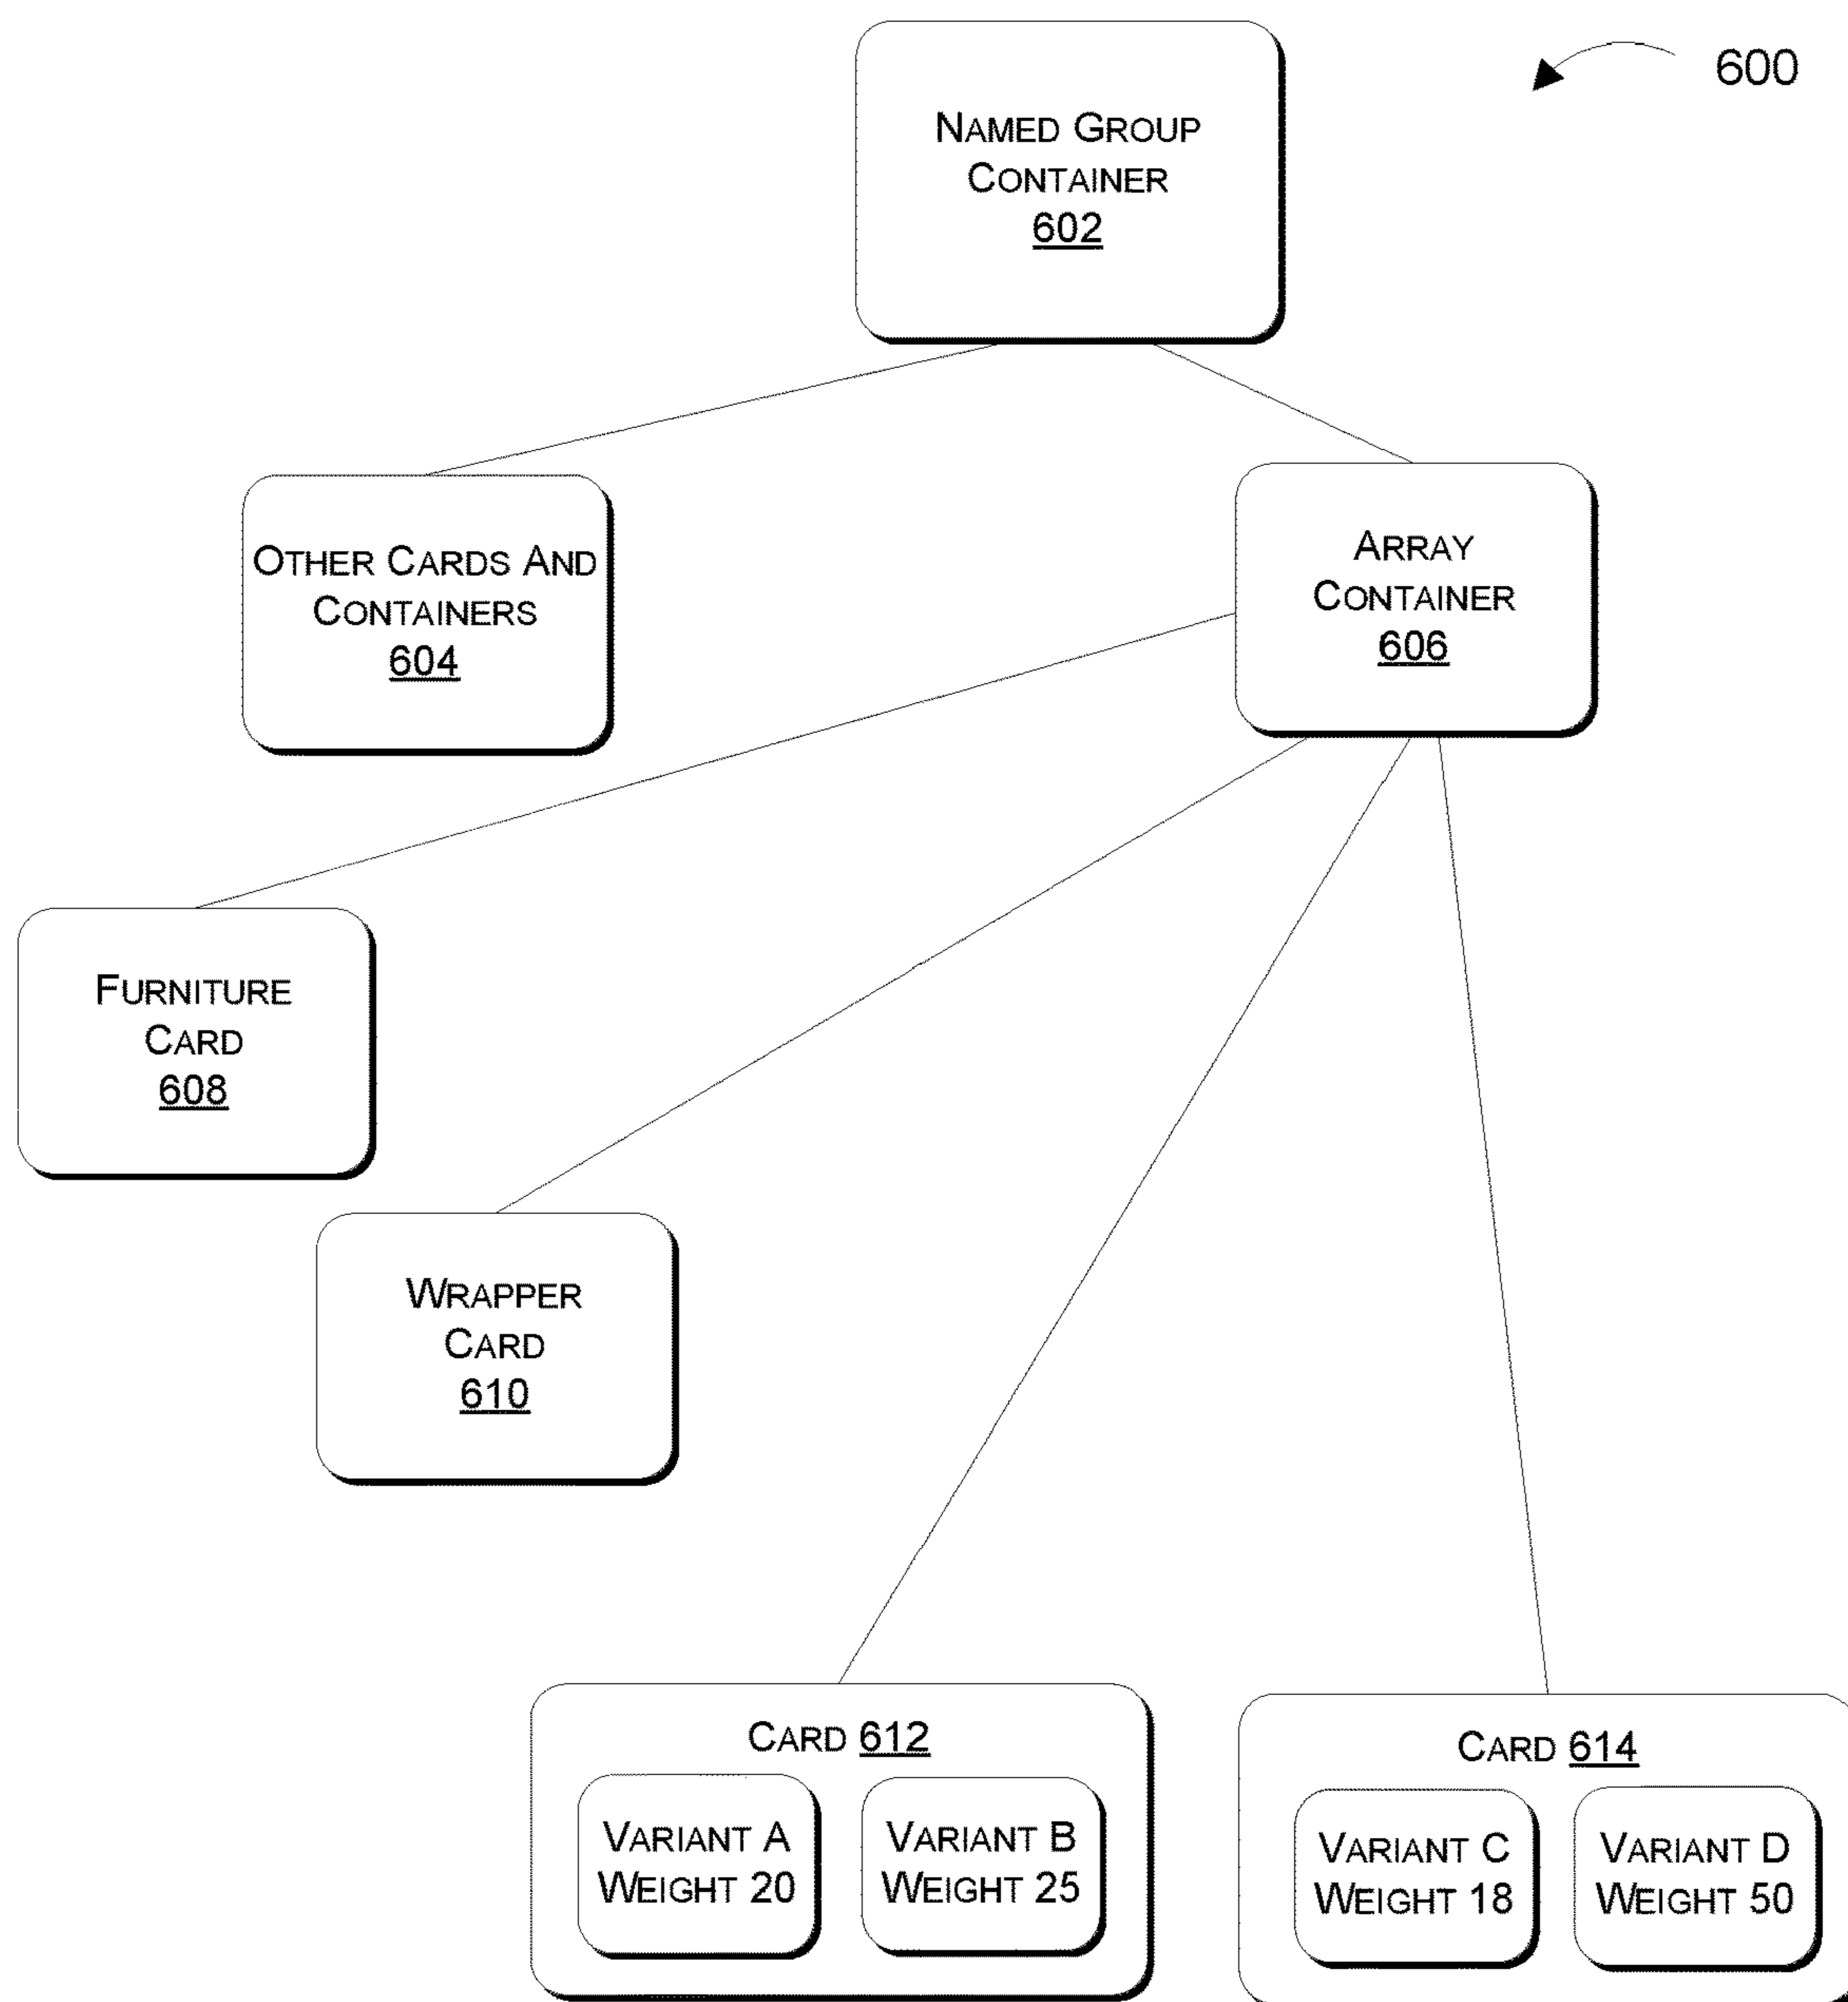 600
NAMED GROUP
CONTAINER
602
OTHER CARDS AND
CONTAINERS
604
ARRAY
CONTAINER
606
FURNITURE
CARD
608
WRAPPER
CARD
610
CARD 612
VARIANT A
WEIGHT 20
VARIANT B
WEIGHT 25
CARD 614
VARIANT C
WEIGHT 18
VARIANT D
WEIGHT 50